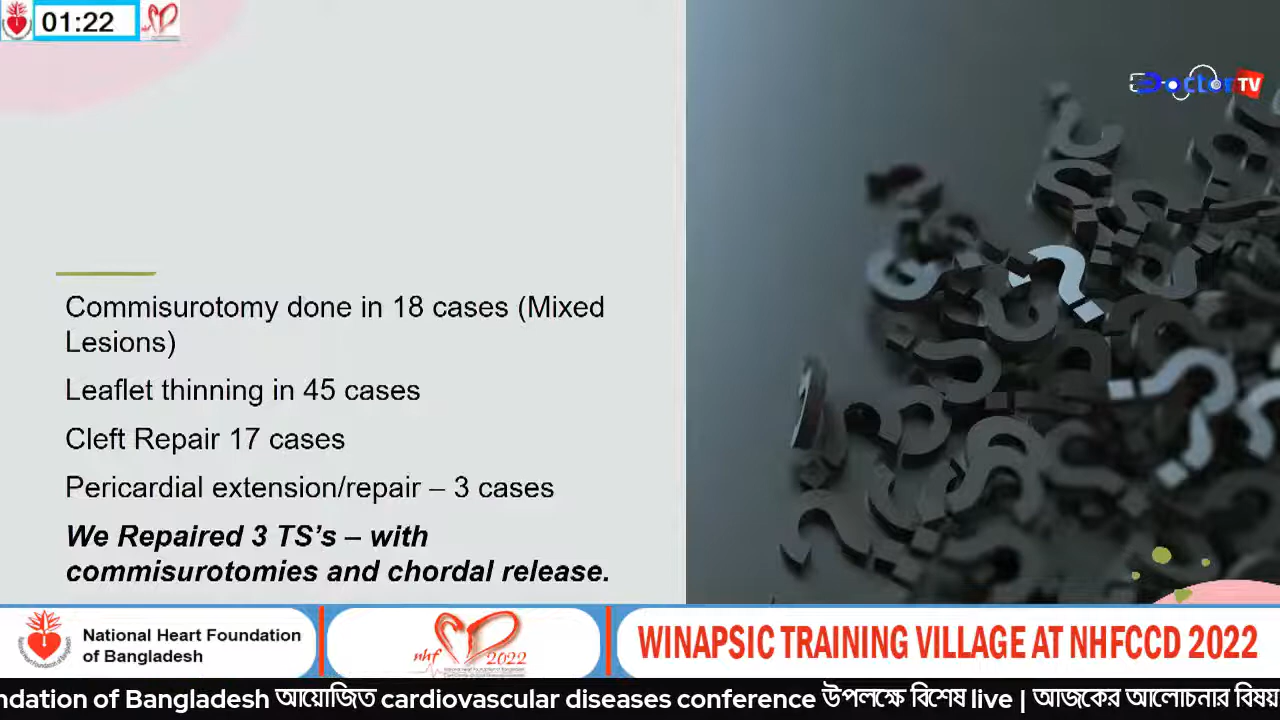 01:22
Doctor TV
Commisurotomy done in 18 cases (Mixed
Lesions)
Leaflet thinning in 45 cases
Cleft Repair 17 cases
Pericardial extension/repair – 3 cases
We Repaired 3 TS’s – with
commisurotomies and chordal release.
National Heart Foundation
of Bangladesh
nhf 2022
WINAPSIC TRAINING VILLAGE AT NHFCCD 2022
ndation of Bangladesh আয়োজিত cardiovascular diseases conference উপলক্ষে বিশেষ live | আজকের আলোচনার বিষয়